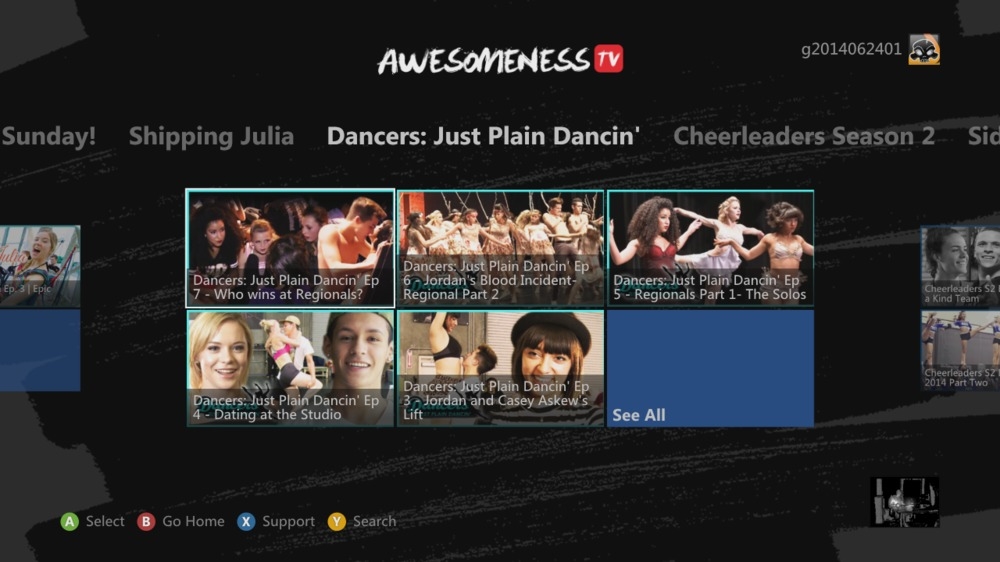 AWESOMENESS TV
g2014062401
Sunday!
Shipping Julia
Dancers: Just Plain Dancin'
Cheerleaders Season 2
Ep. 3 | Epic
Dancers: Just Plain Dancin' Ep
7 - Who wins at Regionals?
Dancers: Just Plain Dancin' Ep
6 - Jordan's Blood Incident-
Regional Part 2
Dancers: Just Plain Dancin' Ep
5 - Regionals Part 1- The Solos
Cheerleaders S2
a Kind Team
Dancers: Just Plain Dancin' Ep
4 - Dating at the Studio
Dancers: Just Plain Dancin' Ep
3 - Jordan and Casey Askew's
Lift
See All
Cheerleaders S2
2014 Part Two
A Select
B Go Home
X Support
Y Search